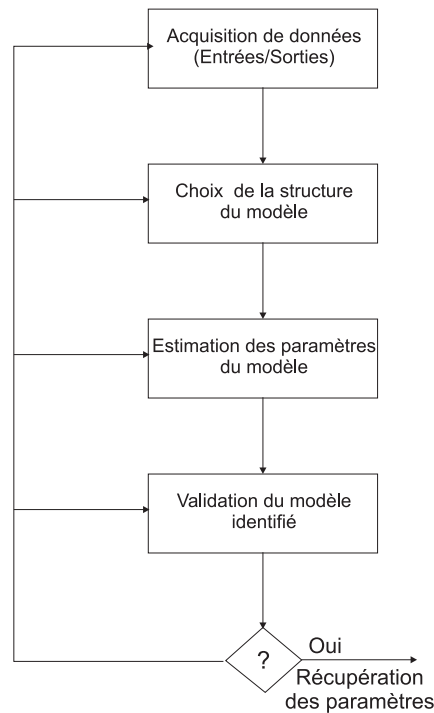 Acquisition de données
(Entrées/Sorties)
Choix de la structure
du modèle
Estimation des paramètres
du modèle
Validation du modèle
identifié
?
Oui
Récupération
des paramètres